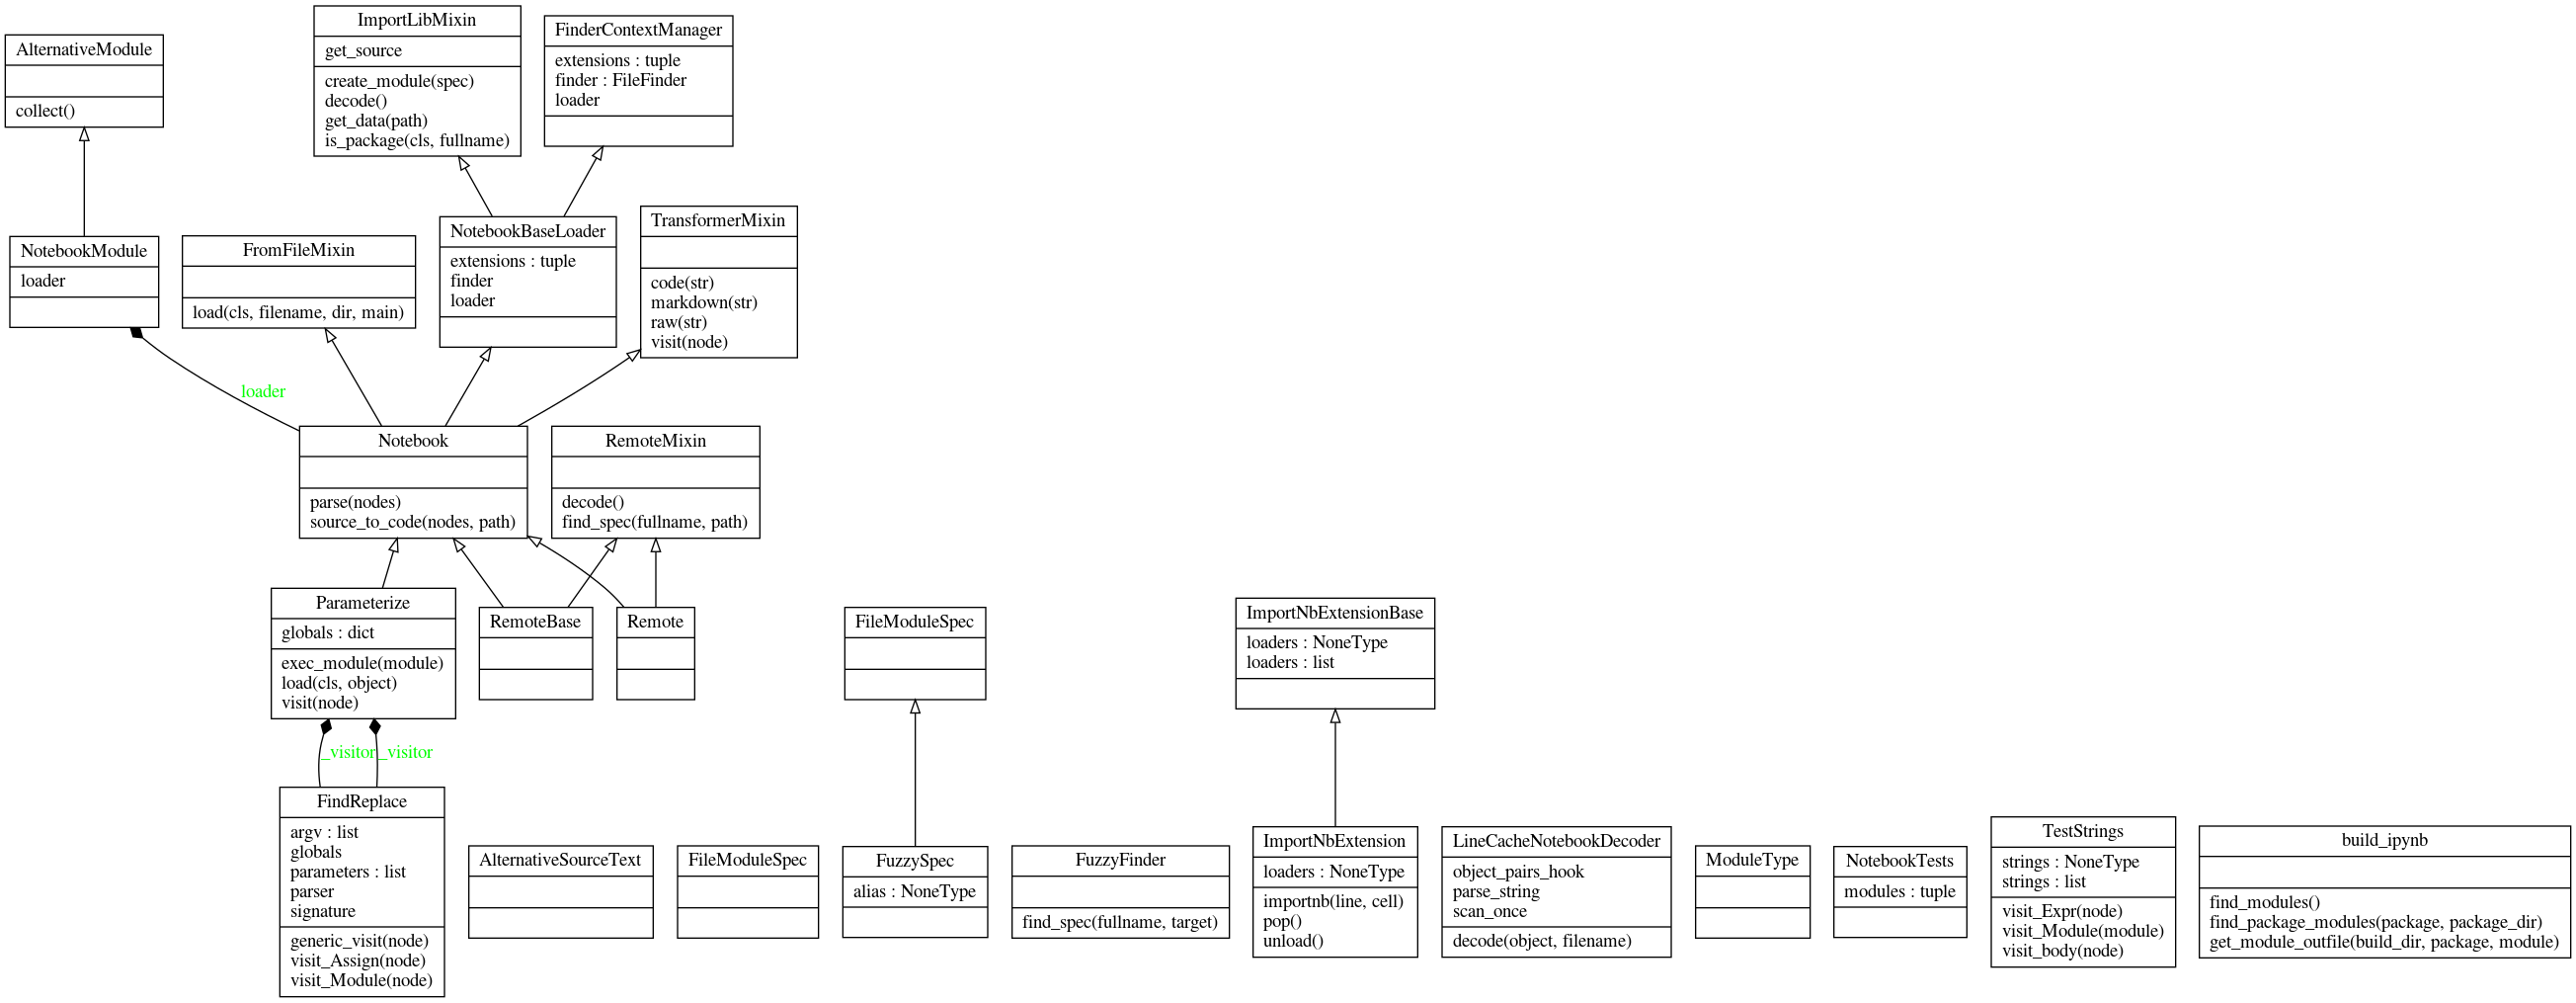 AlternativeModule
collect()
ImportLibMixin
get_source
create_module(spec)
decode()
get_data(path)
is_package(cls, fullname)
FinderContextManager
extensions : tuple
finder : FileFinder
loader
NotebookModule
loader
FromFileMixin
load(cls, filename, dir, main)
NotebookBaseLoader
extensions : tuple
finder
loader
TransformerMixin
code(str)
markdown(str)
raw(str)
visit(node)
loader
Notebook
parse(nodes)
source_to_code(nodes, path)
RemoteMixin
decode()
find_spec(fullname, path)
Parameterize
globals : dict
exec_module(module)
load(cls, object)
visit(node)
RemoteBase
Remote
FileModuleSpec
ImportNbExtensionBase
loaders : NoneType
loaders : list
_visitor
_visitor
FindReplace
argv : list
globals
parameters : list
parser
signature
generic_visit(node)
visit_Assign(node)
visit_Module(node)
AlternativeSourceText
FileModuleSpec
FuzzySpec
alias : NoneType
FuzzyFinder
find_spec(fullname, target)
ImportNbExtension
loaders : NoneType
importnb(line, cell)
pop()
unload()
LineCacheNotebookDecoder
object_pairs_hook
parse_string
scan_once
decode(object, filename)
ModuleType
NotebookTests
modules : tuple
TestStrings
strings : NoneType
strings : list
visit_Expr(node)
visit_Module(module)
visit_body(node)
build_ipynb
find_modules()
find_package_modules(package, package_dir)
get_module_outfile(build_dir, package, module)